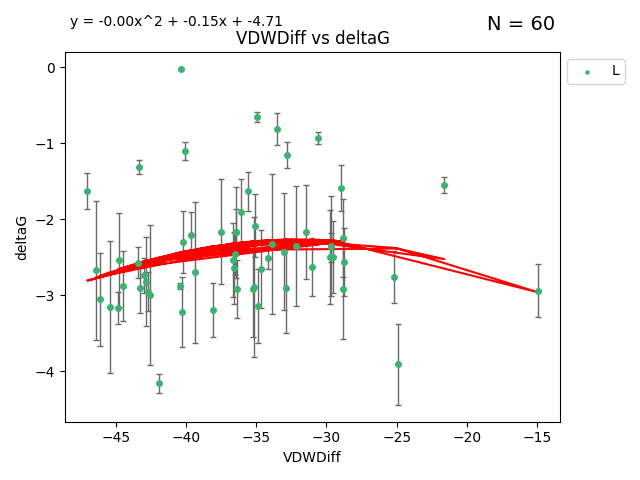 y = -0.00x^2 + -0.15x + -4.71
N = 60
VDWDiff vs deltaG
L
0
−1
−2
−3
−4
deltaG
−45 −40 −35 −30 −25 −20 −15
VDWDiff